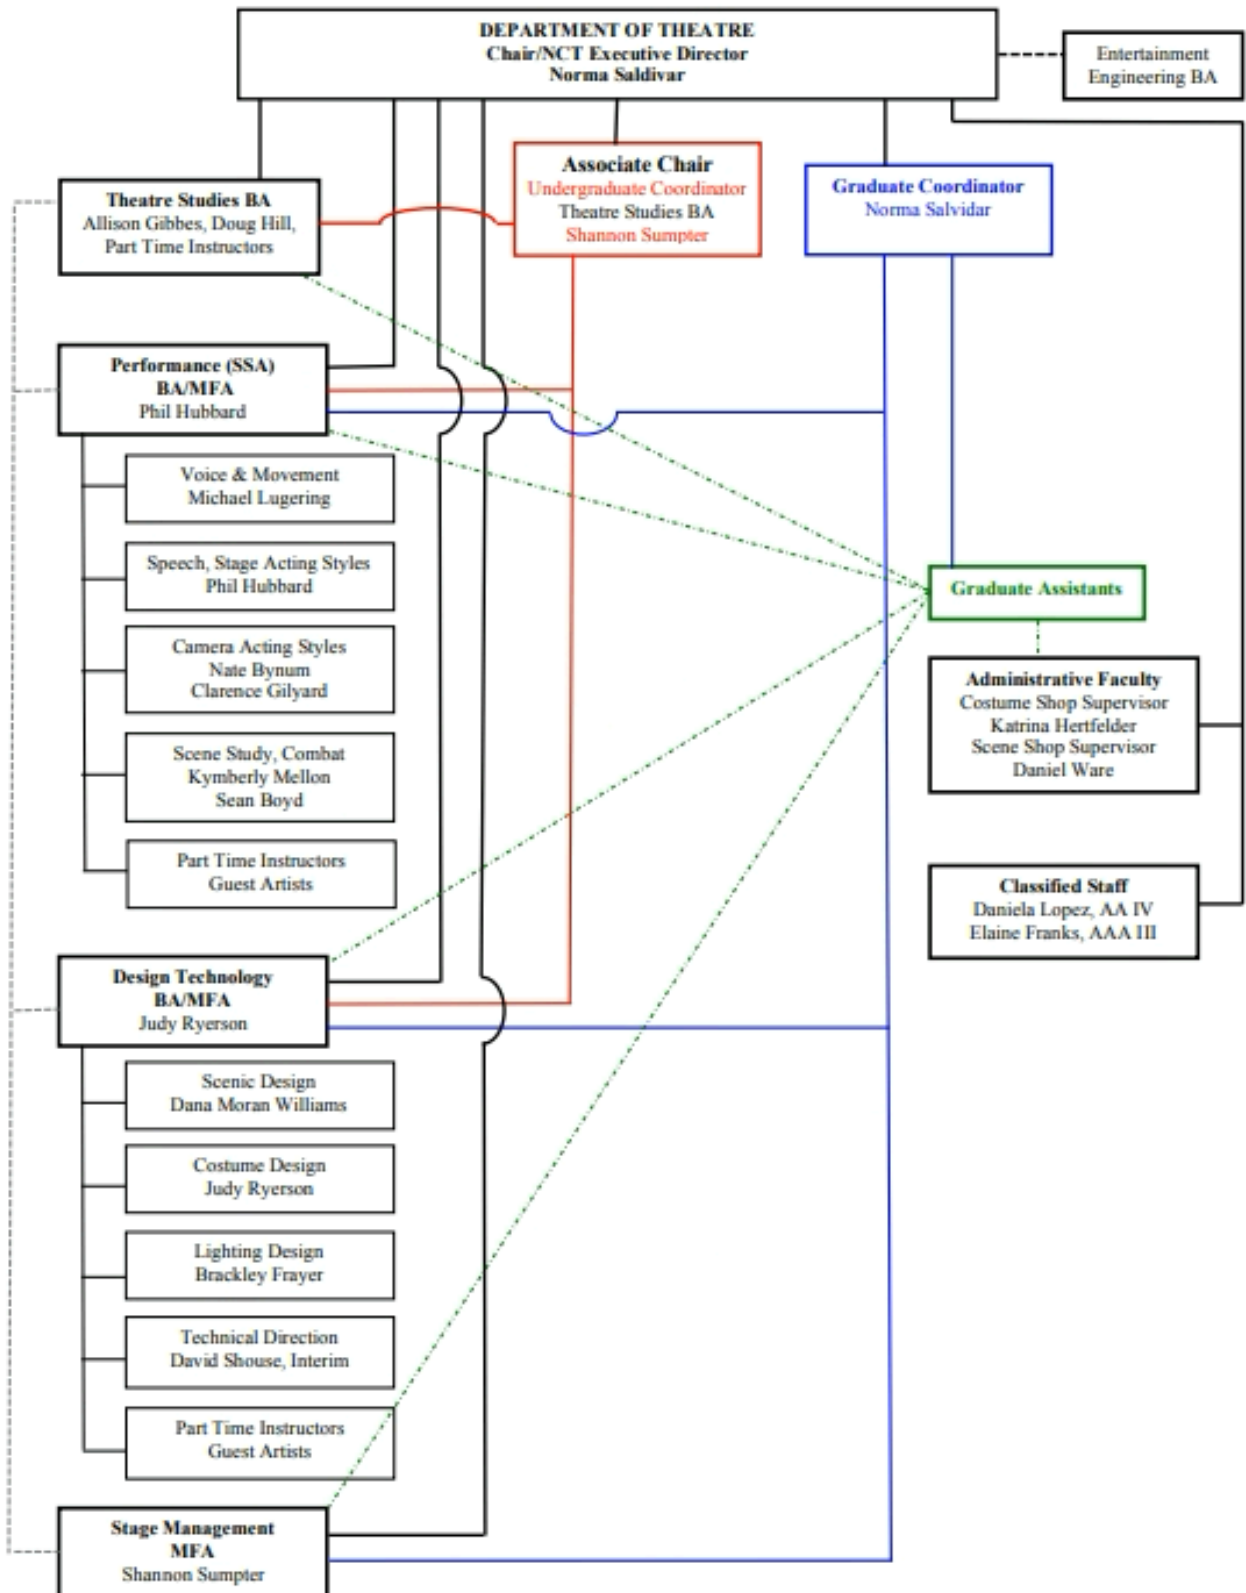 DEPARTMENT OF THEATRE
Chair/NCT Executive Director
Norma Saldivar
Entertainment
Engineering BA
Associate Chair
Undergraduate Coordinator
Theatre Studies BA
Shannon Sumpter
Graduate Coordinator
Norma Salvidar
Theatre Studies BA
Allison Gibbes, Doug Hill,
Part Time Instructors
Performance (SSA)
BA/MFA
Phil Hubbard
Voice & Movement
Michael Lugering
Speech, Stage Acting Styles
Phil Hubbard
Camera Acting Styles
Nate Bynum
Clarence Gilyard
Scene Study, Combat
Kymberly Mellon
Sean Boyd
Part Time Instructors
Guest Artists
Graduate Assistants
Administrative Faculty
Costume Shop Supervisor
Katrina Hertfelder
Scene Shop Supervisor
Daniel Ware
Classified Staff
Daniela Lopez, AA IV
Elaine Franks, AAA III
Design Technology
BA/MFA
Judy Ryerson
Scenic Design
Dana Moran Williams
Costume Design
Judy Ryerson
Lighting Design
Brackley Frayer
Technical Direction
David Shouse, Interim
Part Time Instructors
Guest Artists
Stage Management
MFA
Shannon Sumpter